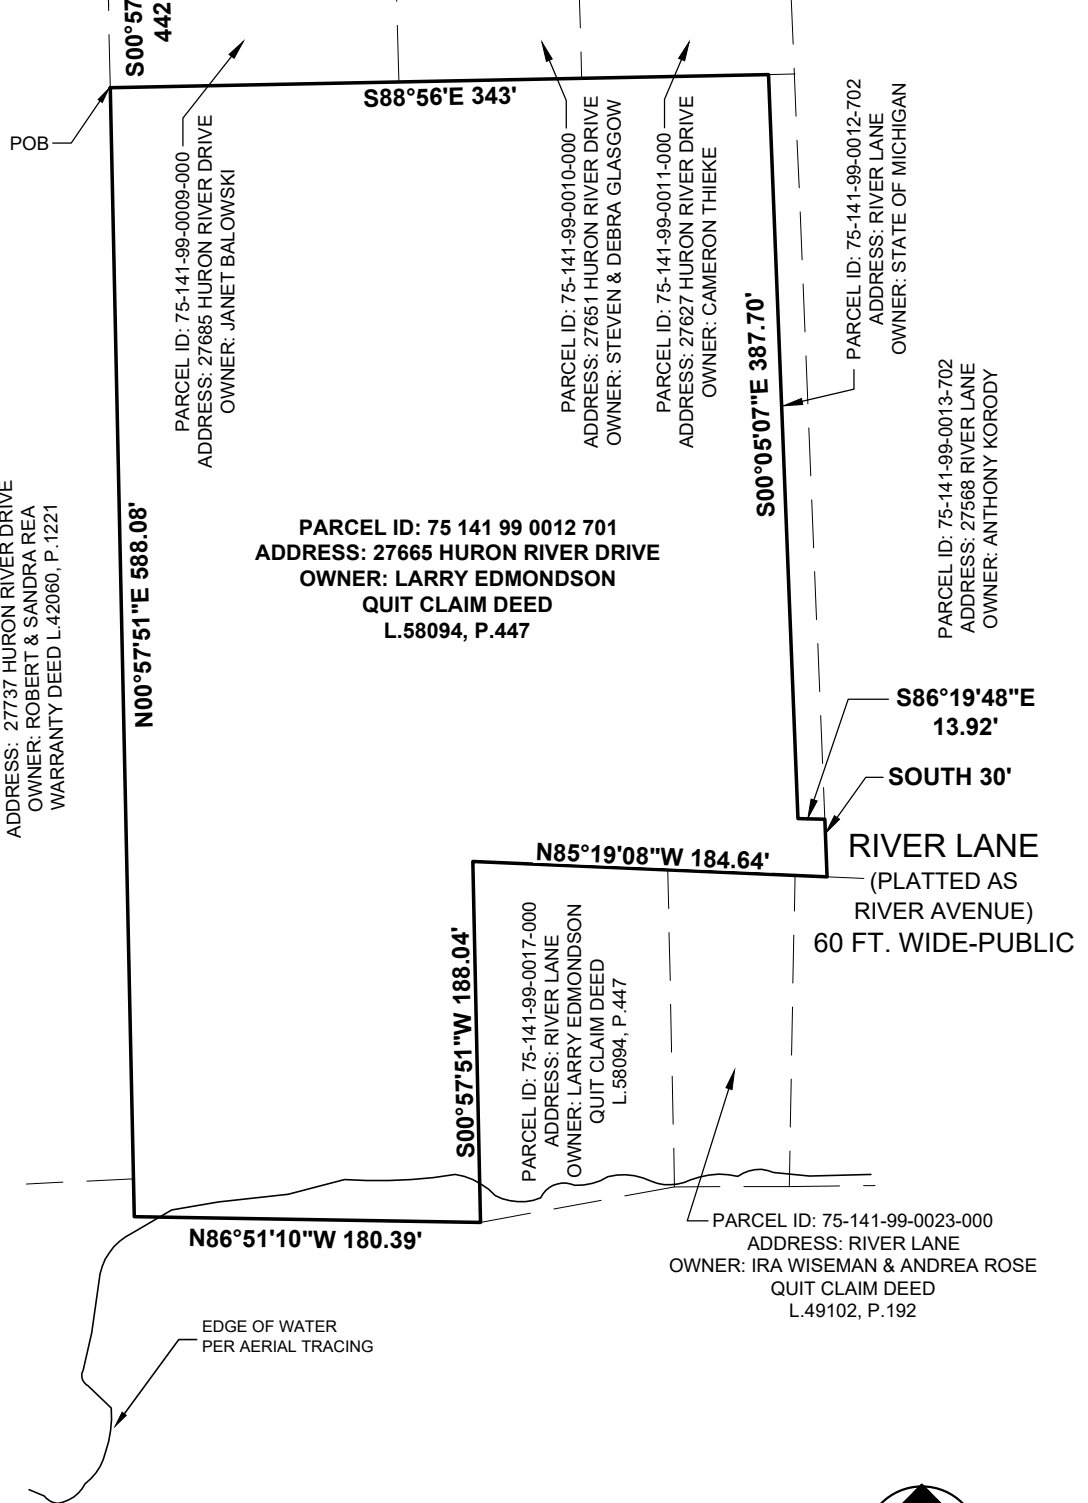 S00°57
442
S88°56'E 343'
POB
PARCEL ID: 75-141-99-0009-000
ADDRESS: 27685 HURON RIVER DRIVE
OWNER: JANET BALOWSKI
PARCEL ID: 75-141-99-0010-000
ADDRESS: 27651 HURON RIVER DRIVE
OWNER: STEVEN & DEBRA GLASGOW
PARCEL ID: 75-141-99-0011-000
ADDRESS: 27627 HURON RIVER DRIVE
OWNER: CAMERON THIEKE
PARCEL ID: 75-141-99-0012-702
ADDRESS: RIVER LANE
OWNER: STATE OF MICHIGAN
S00°05'07"E 387.70'
PARCEL ID: 75-141-99-0013-702
ADDRESS: 27568 RIVER LANE
OWNER: ANTHONY KORODY
ADDRESS: 27737 HURON RIVER DRIVE
OWNER: ROBERT & SANDRA REA
WARRANTY DEED L.42060, P.1221
N00°57'51"E 588.08'
PARCEL ID: 75 141 99 0012 701
ADDRESS: 27665 HURON RIVER DRIVE
OWNER: LARRY EDMONDSON
QUIT CLAIM DEED
L.58094, P.447
S86°19'48"E
13.92'
SOUTH 30'
N85°19'08"W 184.64'
RIVER LANE
(PLATTED AS
RIVER AVENUE)
60 FT. WIDE-PUBLIC
S00°57'51"W 188.04'
PARCEL ID: 75-141-99-0017-000
ADDRESS: RIVER LANE
OWNER: LARRY EDMONDSON
QUIT CLAIM DEED
L.58094, P.447
N86°51'10"W 180.39'
PARCEL ID: 75-141-99-0023-000
ADDRESS: RIVER LANE
OWNER: IRA WISEMAN & ANDREA ROSE
QUIT CLAIM DEED
L.49102, P.192
EDGE OF WATER
PER AERIAL TRACING